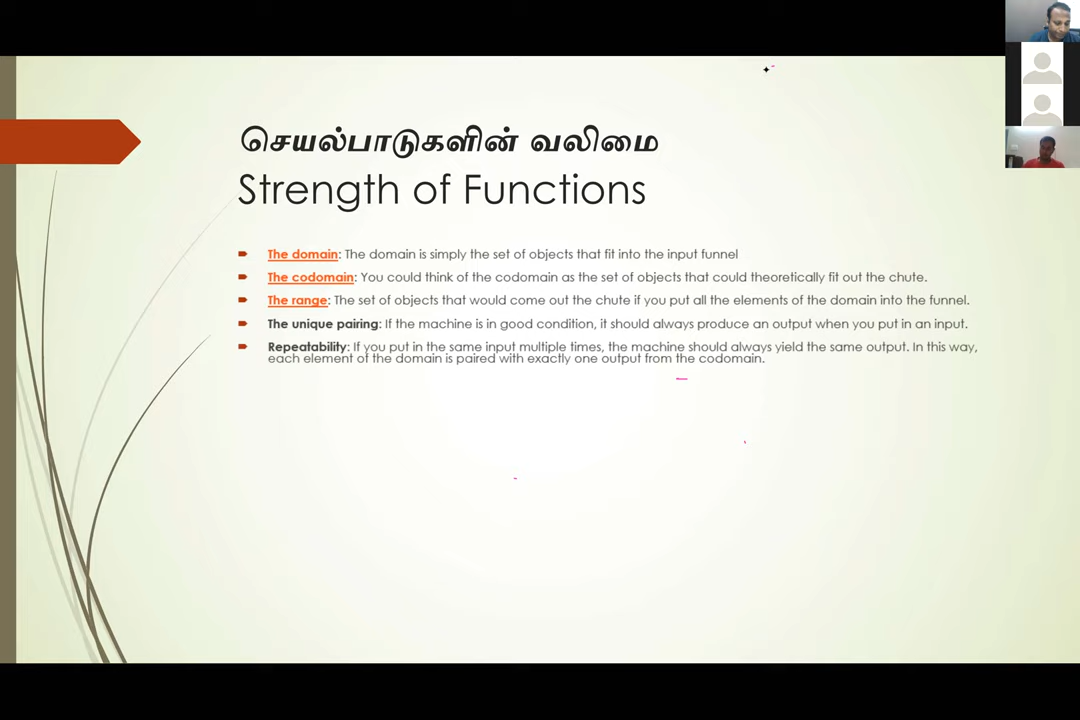 செயல்பாடுகளின் வலிமை
Strength of Functions
The domain: The domain is simply the set of objects that fit into the input funnel
The codomain: You could think of the codomain as the set of objects that could theoretically fit out the chute.
The range: The set of objects that would come out the chute if you put all the elements of the domain into the funnel.
The unique pairing: If the machine is in good condition, it should always produce an output when you put in an input.
Repeatability: If you put in the same input multiple times, the machine should always yield the same output. In this way,
each element of the domain is paired with exactly one output from the codomain.